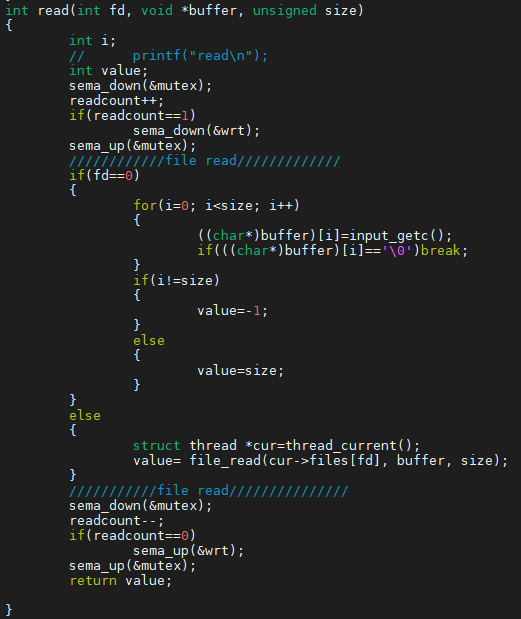 int read(int fd, void *buffer, unsigned size)
{
        int i;
        //      printf("read\n");
        int value;
        sema_down(&mutex);
        readcount++;
        if(readcount==1)
                sema_down(&wrt);
        sema_up(&mutex);
        ////////////file read/////////////
        if(fd==0)
        {
                for(i=0; i<size; i++)
                {
                        ((char*)buffer)[i]=input_getc();
                        if(((char*)buffer)[i]=='\0')break;
                }
                if(i!=size)
                {
                        value=-1;
                }
                else
                {
                        value=size;
                }
        }
        else
        {
                struct thread *cur=thread_current();
                value= file_read(cur->files[fd], buffer, size);
        }
        ///////////file read///////////////
        sema_down(&mutex);
        readcount--;
        if(readcount==0)
                sema_up(&wrt);
        sema_up(&mutex);
        return value;

}